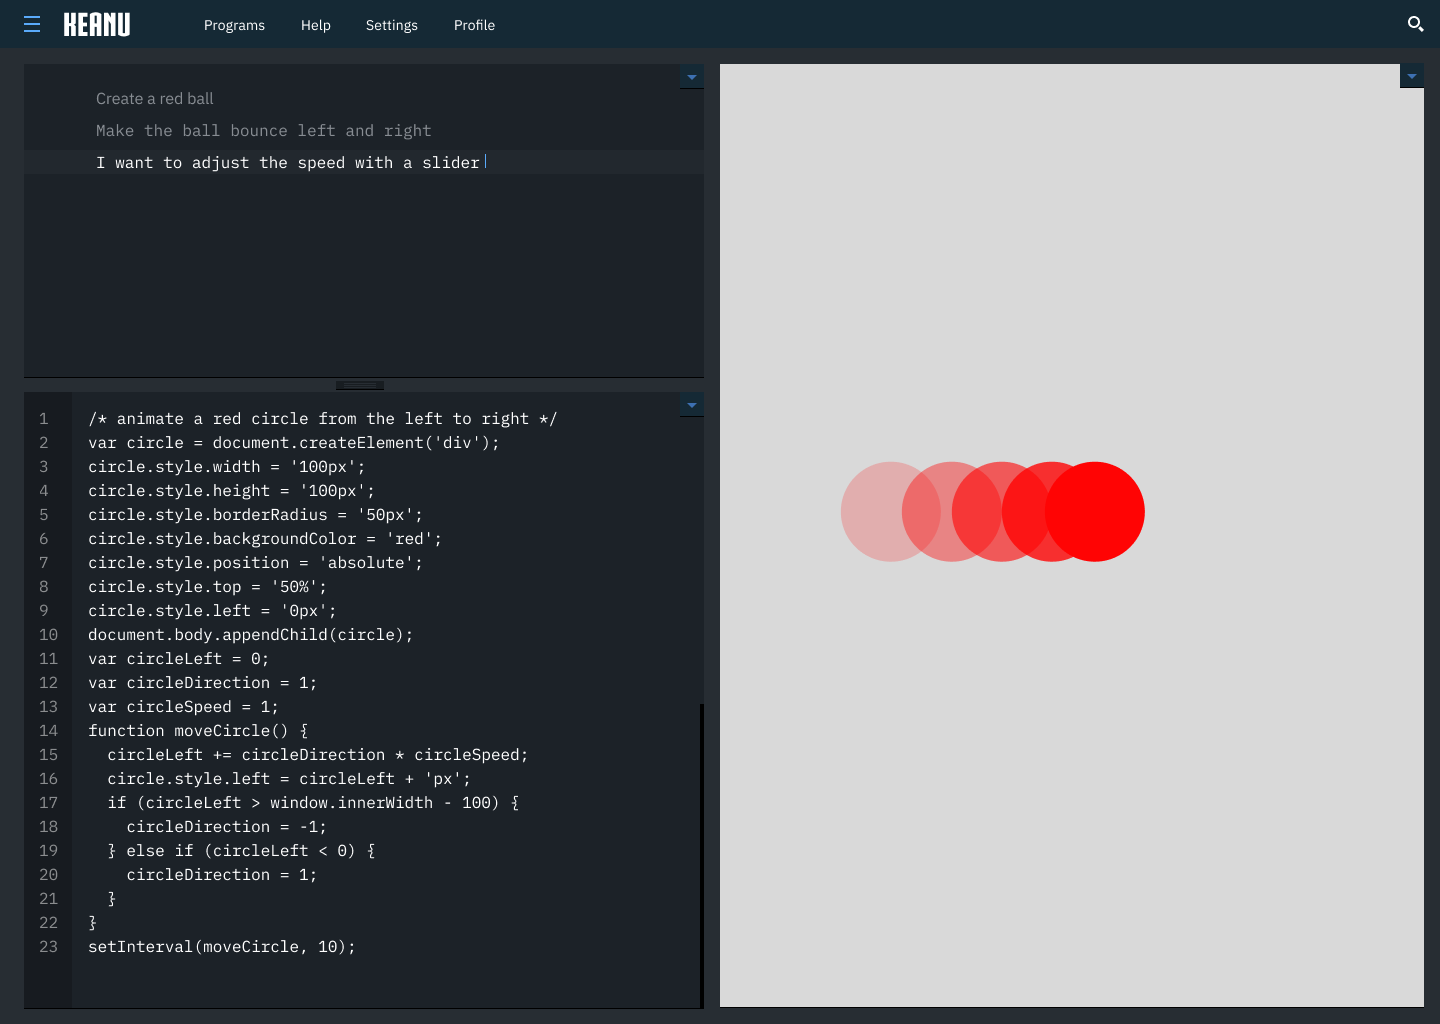 KEANU Programs Help Settings Profile
Create a red ball
Make the ball bounce left and right
I want to adjust the speed with a slider
1 /* animate a red circle from the left to right */
2 var circle = document.createElement('div');
3 circle.style.width = '100px';
4 circle.style.height = '100px';
5 circle.style.borderRadius = '50px';
6 circle.style.backgroundColor = 'red';
7 circle.style.position = 'absolute';
8 circle.style.top = '50%';
9 circle.style.left = '0px';
10 document.body.appendChild(circle);
11 var circleLeft = 0;
12 var circleDirection = 1;
13 var circleSpeed = 1;
14 function moveCircle() {
15   circleLeft += circleDirection * circleSpeed;
16   circle.style.left = circleLeft + 'px';
17   if (circleLeft > window.innerWidth - 100) {
18     circleDirection = -1;
19   } else if (circleLeft < 0) {
20     circleDirection = 1;
21   }
22 }
23 setInterval(moveCircle, 10);